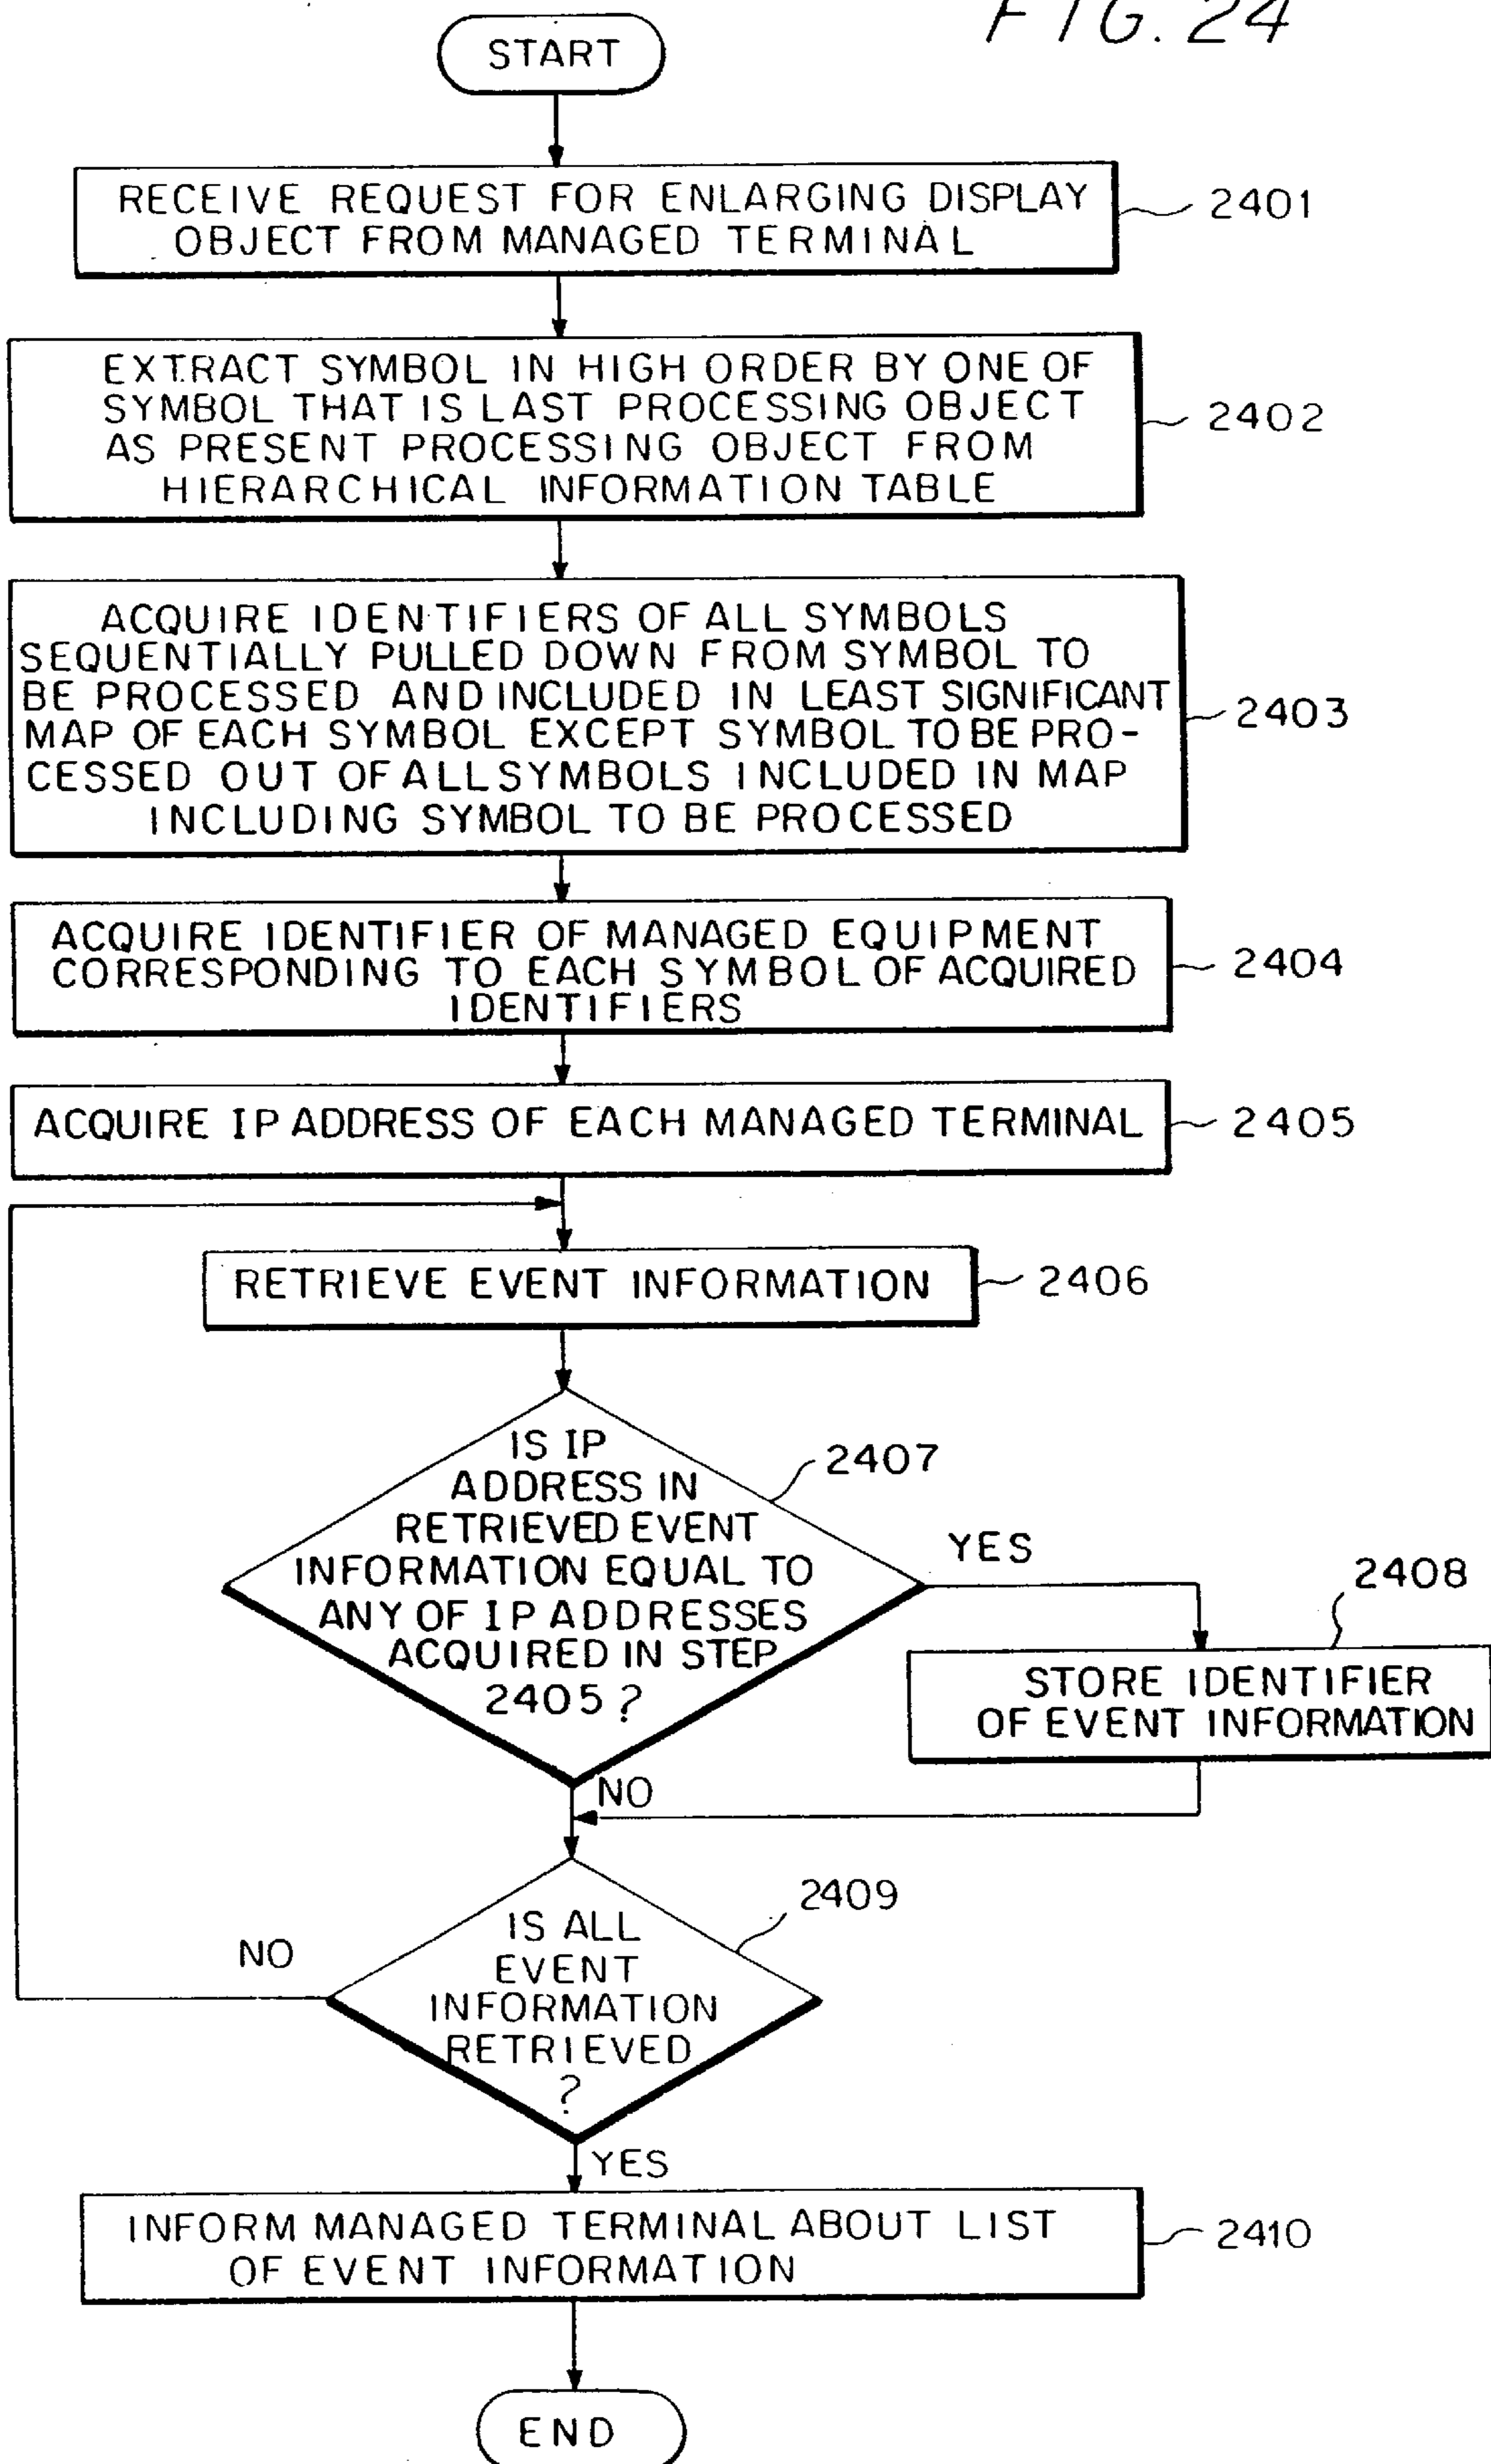 FIG. 24
START
RECEIVE REQUEST FOR ENLARGING DISPLAY
OBJECT FROM MANAGED TERMINAL
2401
EXTRACT SYMBOL IN HIGH ORDER BY ONE OF
SYMBOL THAT IS LAST PROCESSING OBJECT
AS PRESENT PROCESSING OBJECT FROM
HIERARCHICAL INFORMATION TABLE
2402
ACQUIRE IDENTIFIERS OF ALL SYMBOLS
SEQUENTIALLY PULLED DOWN FROM SYMBOL TO
BE PROCESSED AND INCLUDED IN LEAST SIGNIFICANT
MAP OF EACH SYMBOL EXCEPT SYMBOL TO BE PRO-
CESSED OUT OF ALL SYMBOLS INCLUDED IN MAP
INCLUDING SYMBOL TO BE PROCESSED
2403
ACQUIRE IDENTIFIER OF MANAGED EQUIPMENT
CORRESPONDING TO EACH SYMBOL OF ACQUIRED
IDENTIFIERS
2404
ACQUIRE IP ADDRESS OF EACH MANAGED TERMINAL
2405
RETRIEVE EVENT INFORMATION
2406
IS IP
ADDRESS IN
RETRIEVED EVENT
INFORMATION EQUAL TO
ANY OF IP ADDRESSES
ACQUIRED IN STEP
2405?
2407
YES
2408
STORE IDENTIFIER
OF EVENT INFORMATION
NO
2409
IS ALL
EVENT
INFORMATION
RETRIEVED
?
NO
YES
INFORM MANAGED TERMINAL ABOUT LIST
OF EVENT INFORMATION
2410
END